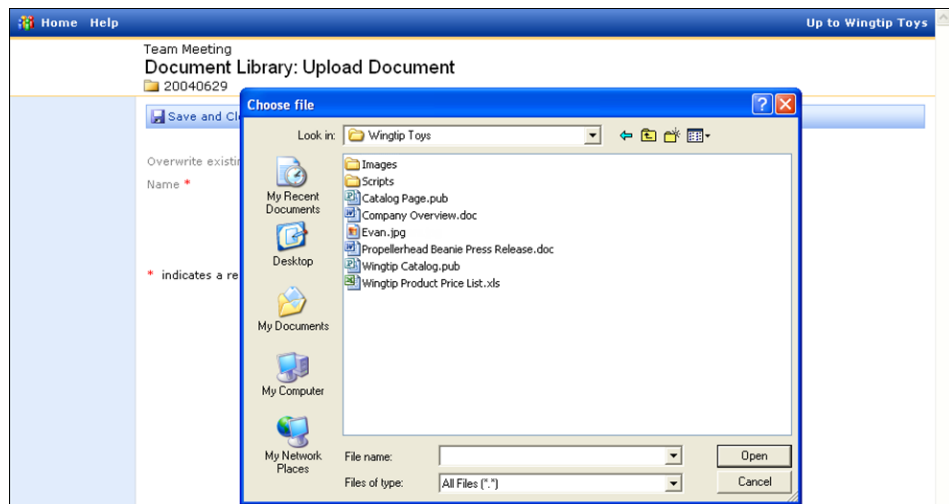 Home Help Up to Wingtip Toys
Team Meeting
Document Library: Upload Document
20040629
Choose file
Save and Cl
Look in: Wingtip Toys
Overwrite existin
Name *
* indicates a re
My Recent
Documents
Desktop
My Documents
My Computer
My Network
Places
Images
Scripts
Catalog Page.pub
Company Overview.doc
Evan.jpg
Propellerhead Beanie Press Release.doc
Wingtip Catalog.pub
Wingtip Product Price List.xls
File name:
Open
Files of type: All Files (*.*)
Cancel